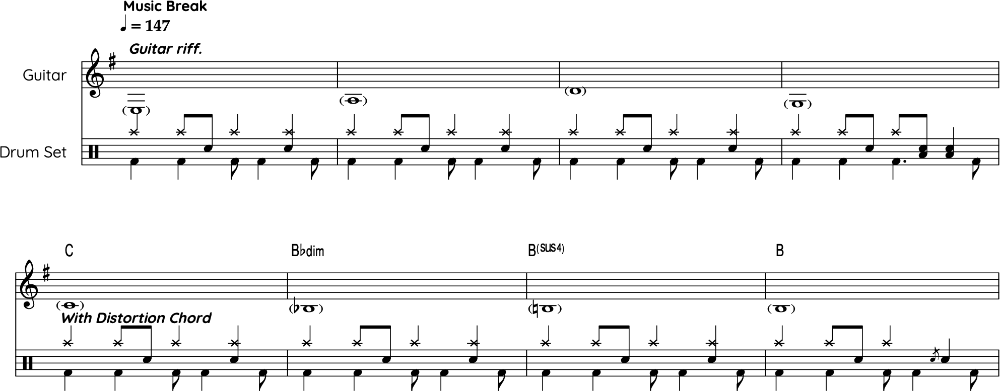 Music Break
♩ = 147
Guitar riff.
Guitar
Drum Set
C B♭dim B(sus4) B
With Distortion Chord